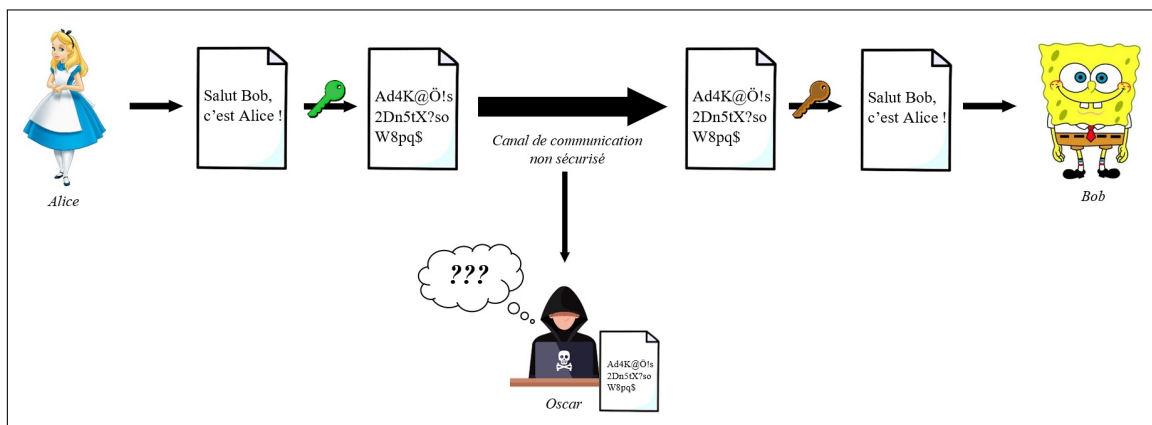 Salut Bob,
c'est Alice !
Ad4K@Ö!s
2Dn5tX?so
W8pq$
Canal de communication
non sécurisé
Ad4K@Ö!s
2Dn5tX?so
W8pq$
Salut Bob,
c'est Alice !
Alice
Bob
???
Ad4K@Ö!s
2Dn5tX?so
W8pq$
Oscar